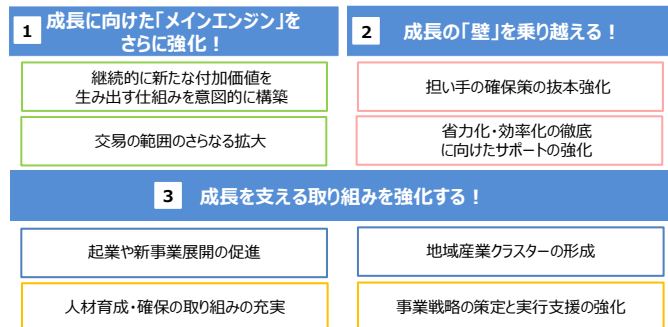 1
成長に向けた「メインエンジン」を
さらに強化！
継続的に新たな付加価値を
生み出す仕組みを意図的に構築
交易の範囲のさらなる拡大
2
成長の「壁」を乗り越える！
担い手の確保策の抜本強化
省力化・効率化の徹底
に向けたサポートの強化
3
成長を支える取り組みを強化する！
起業や新事業展開の促進
地域産業クラスターの形成
人材育成・確保の取り組みの充実
事業戦略の策定と実行支援の強化